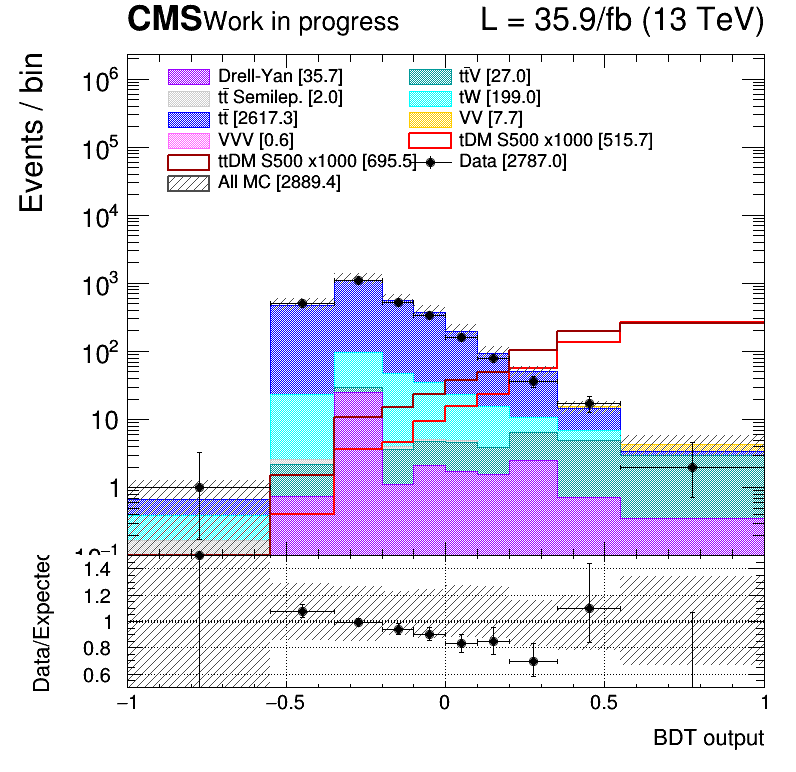 CMS Work in progress L = 35.9/fb (13 TeV)
Drell-Yan [35.7] tt̄V [27.0]
tt̄ Semilep. [2.0] tW [199.0]
tt̄ [2617.3] VV [7.7]
VVV [0.6] tDM S500 x1000 [515.7]
ttDM S500 x1000 [695.5] Data [2787.0]
All MC [2889.4]
Events / bin
10⁶
10⁵
10⁴
10³
10²
10
1
10⁻¹
Data/Expected
1.4
1.2
1
0.8
0.6
−1 −0.5 0 0.5 1
BDT output